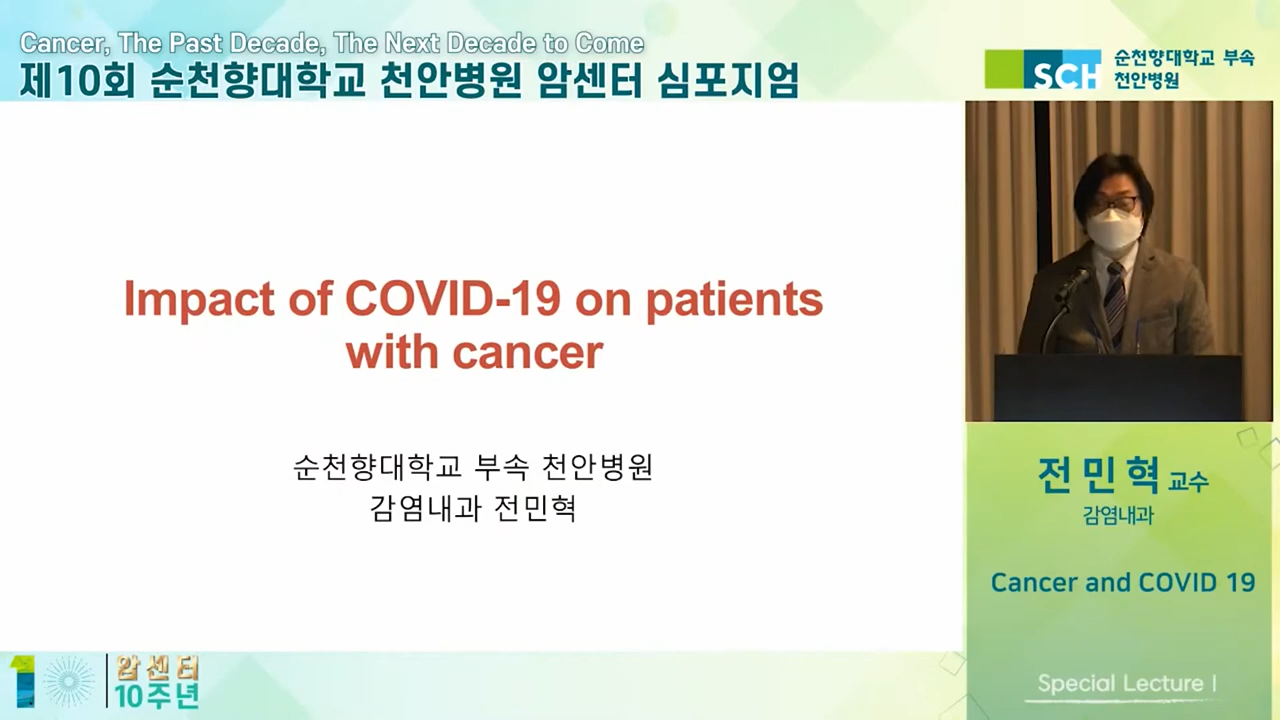 Cancer, The Past Decade, The Next Decade to Come
제10회 순천향대학교 천안병원 암센터 심포지엄
SCH
순천향대학교 부속
천안병원
Impact of COVID-19 on patients
with cancer
순천향대학교 부속 천안병원
감염내과 전민혁
전민혁 교수
감염내과
Cancer and COVID 19
Special Lecture I
암센터
10주년